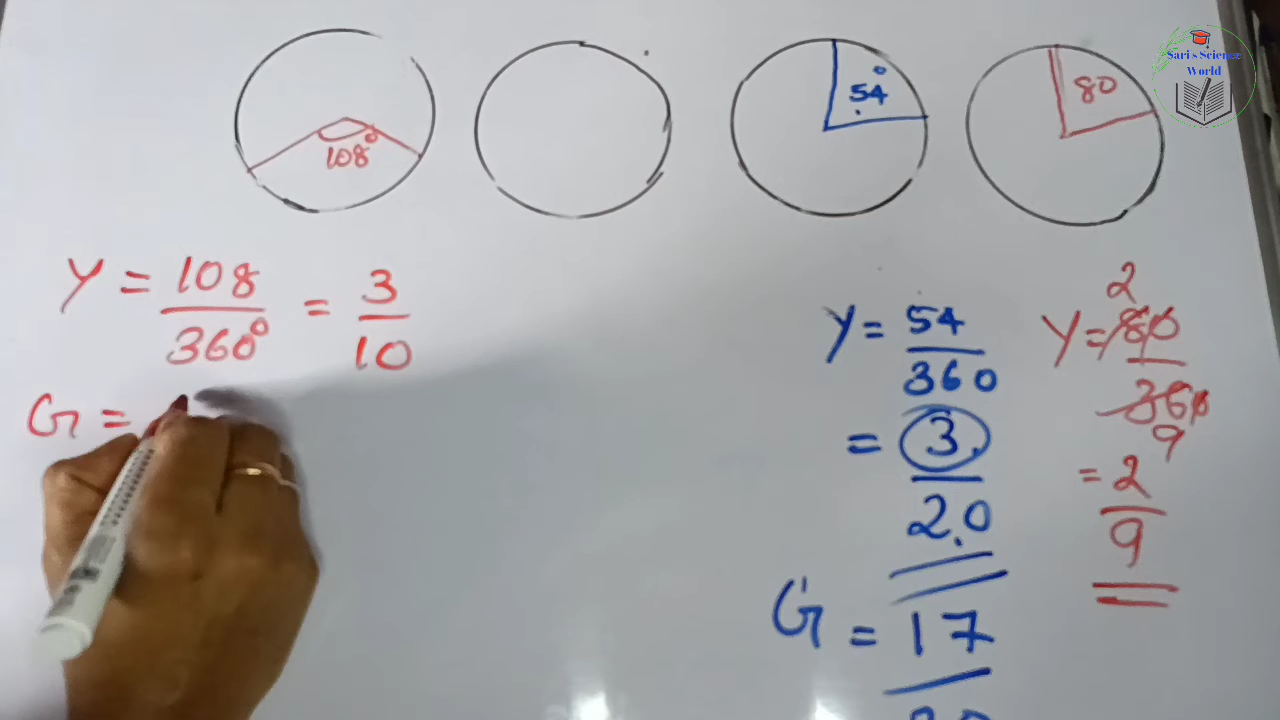 108°
54°
80
Sari's Science
World
Y = 108/360° = 3/10
G =
Y = 54/360
= 3/20
G = 17
Y = 80/360
2
9
= 2/9